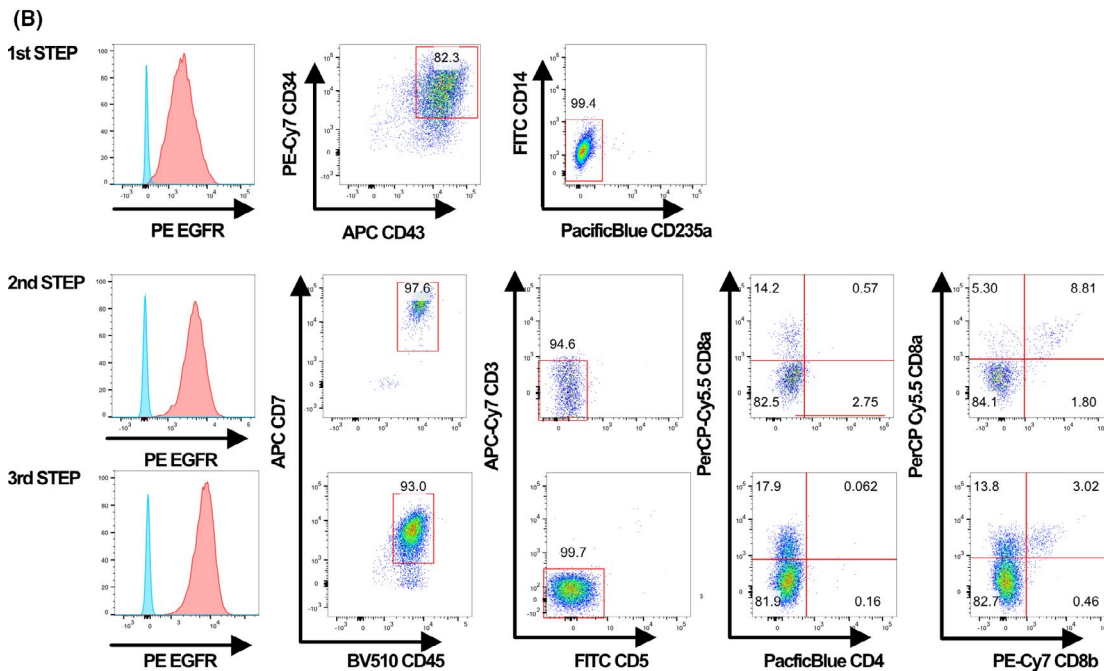 (B)
1st STEP
PE EGFR
PE-Cy7 CD34
82.3
APC CD43
FITC CD14
99.4
PacificBlue CD235a
2nd STEP
PE EGFR
APC CD7
97.6
APC-Cy7 CD3
94.6
PerCP-Cy5.5 CD8a
14.2 0.57
82.5 2.75
PerCP Cy5.5 CD8a
5.30 8.81
84.1 1.80
3rd STEP
PE EGFR
93.0
BV510 CD45
99.7
FITC CD5
17.9 0.062
81.9 0.16
PacficBlue CD4
13.8 3.02
82.7 0.46
PE-Cy7 CD8b